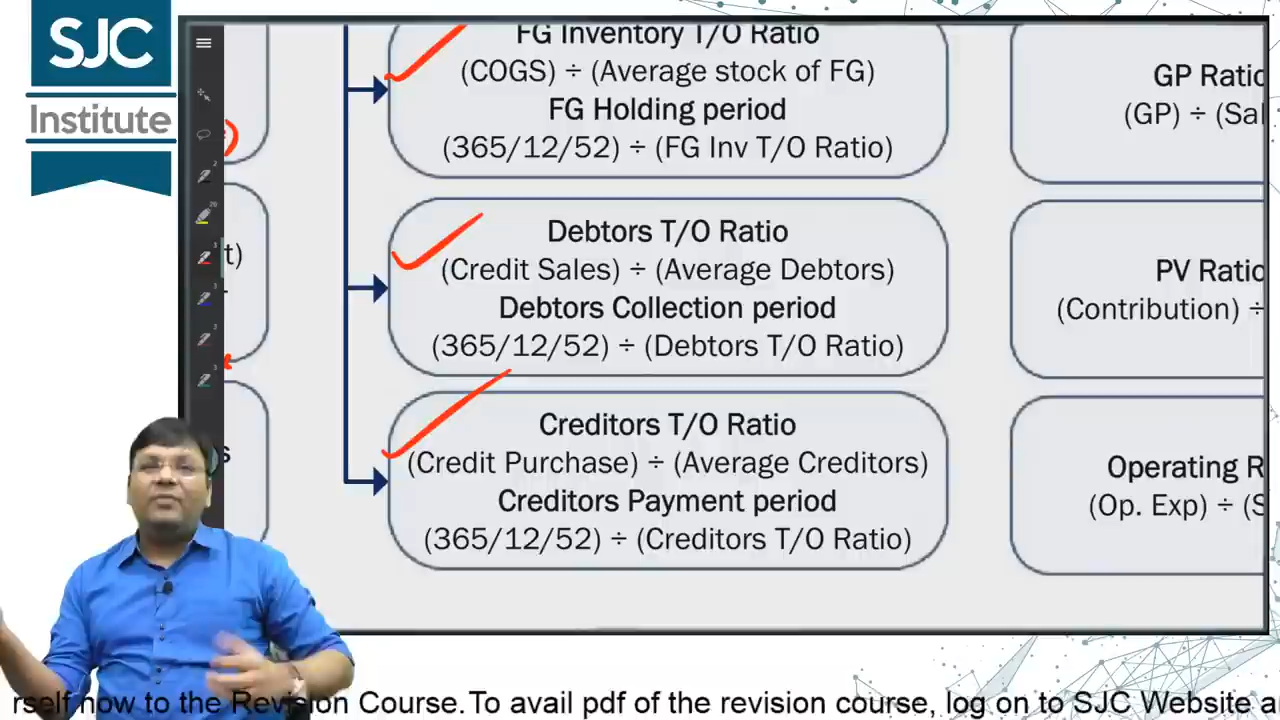 SJC
Institute
FG Inventory T/O Ratio
(COGS) ÷ (Average stock of FG)
FG Holding period
(365/12/52) ÷ (FG Inv T/O Ratio)
t)
Debtors T/O Ratio
(Credit Sales) ÷ (Average Debtors)
Debtors Collection period
(365/12/52) ÷ (Debtors T/O Ratio)
s
Creditors T/O Ratio
(Credit Purchase) ÷ (Average Creditors)
Creditors Payment period
(365/12/52) ÷ (Creditors T/O Ratio)
GP Ratio
(GP) ÷ (Sal
PV Ratio
(Contribution) ÷
Operating R
(Op. Exp) ÷ (S
rself now to the Revision Course. To avail pdf of the revision course, log on to SJC Website a